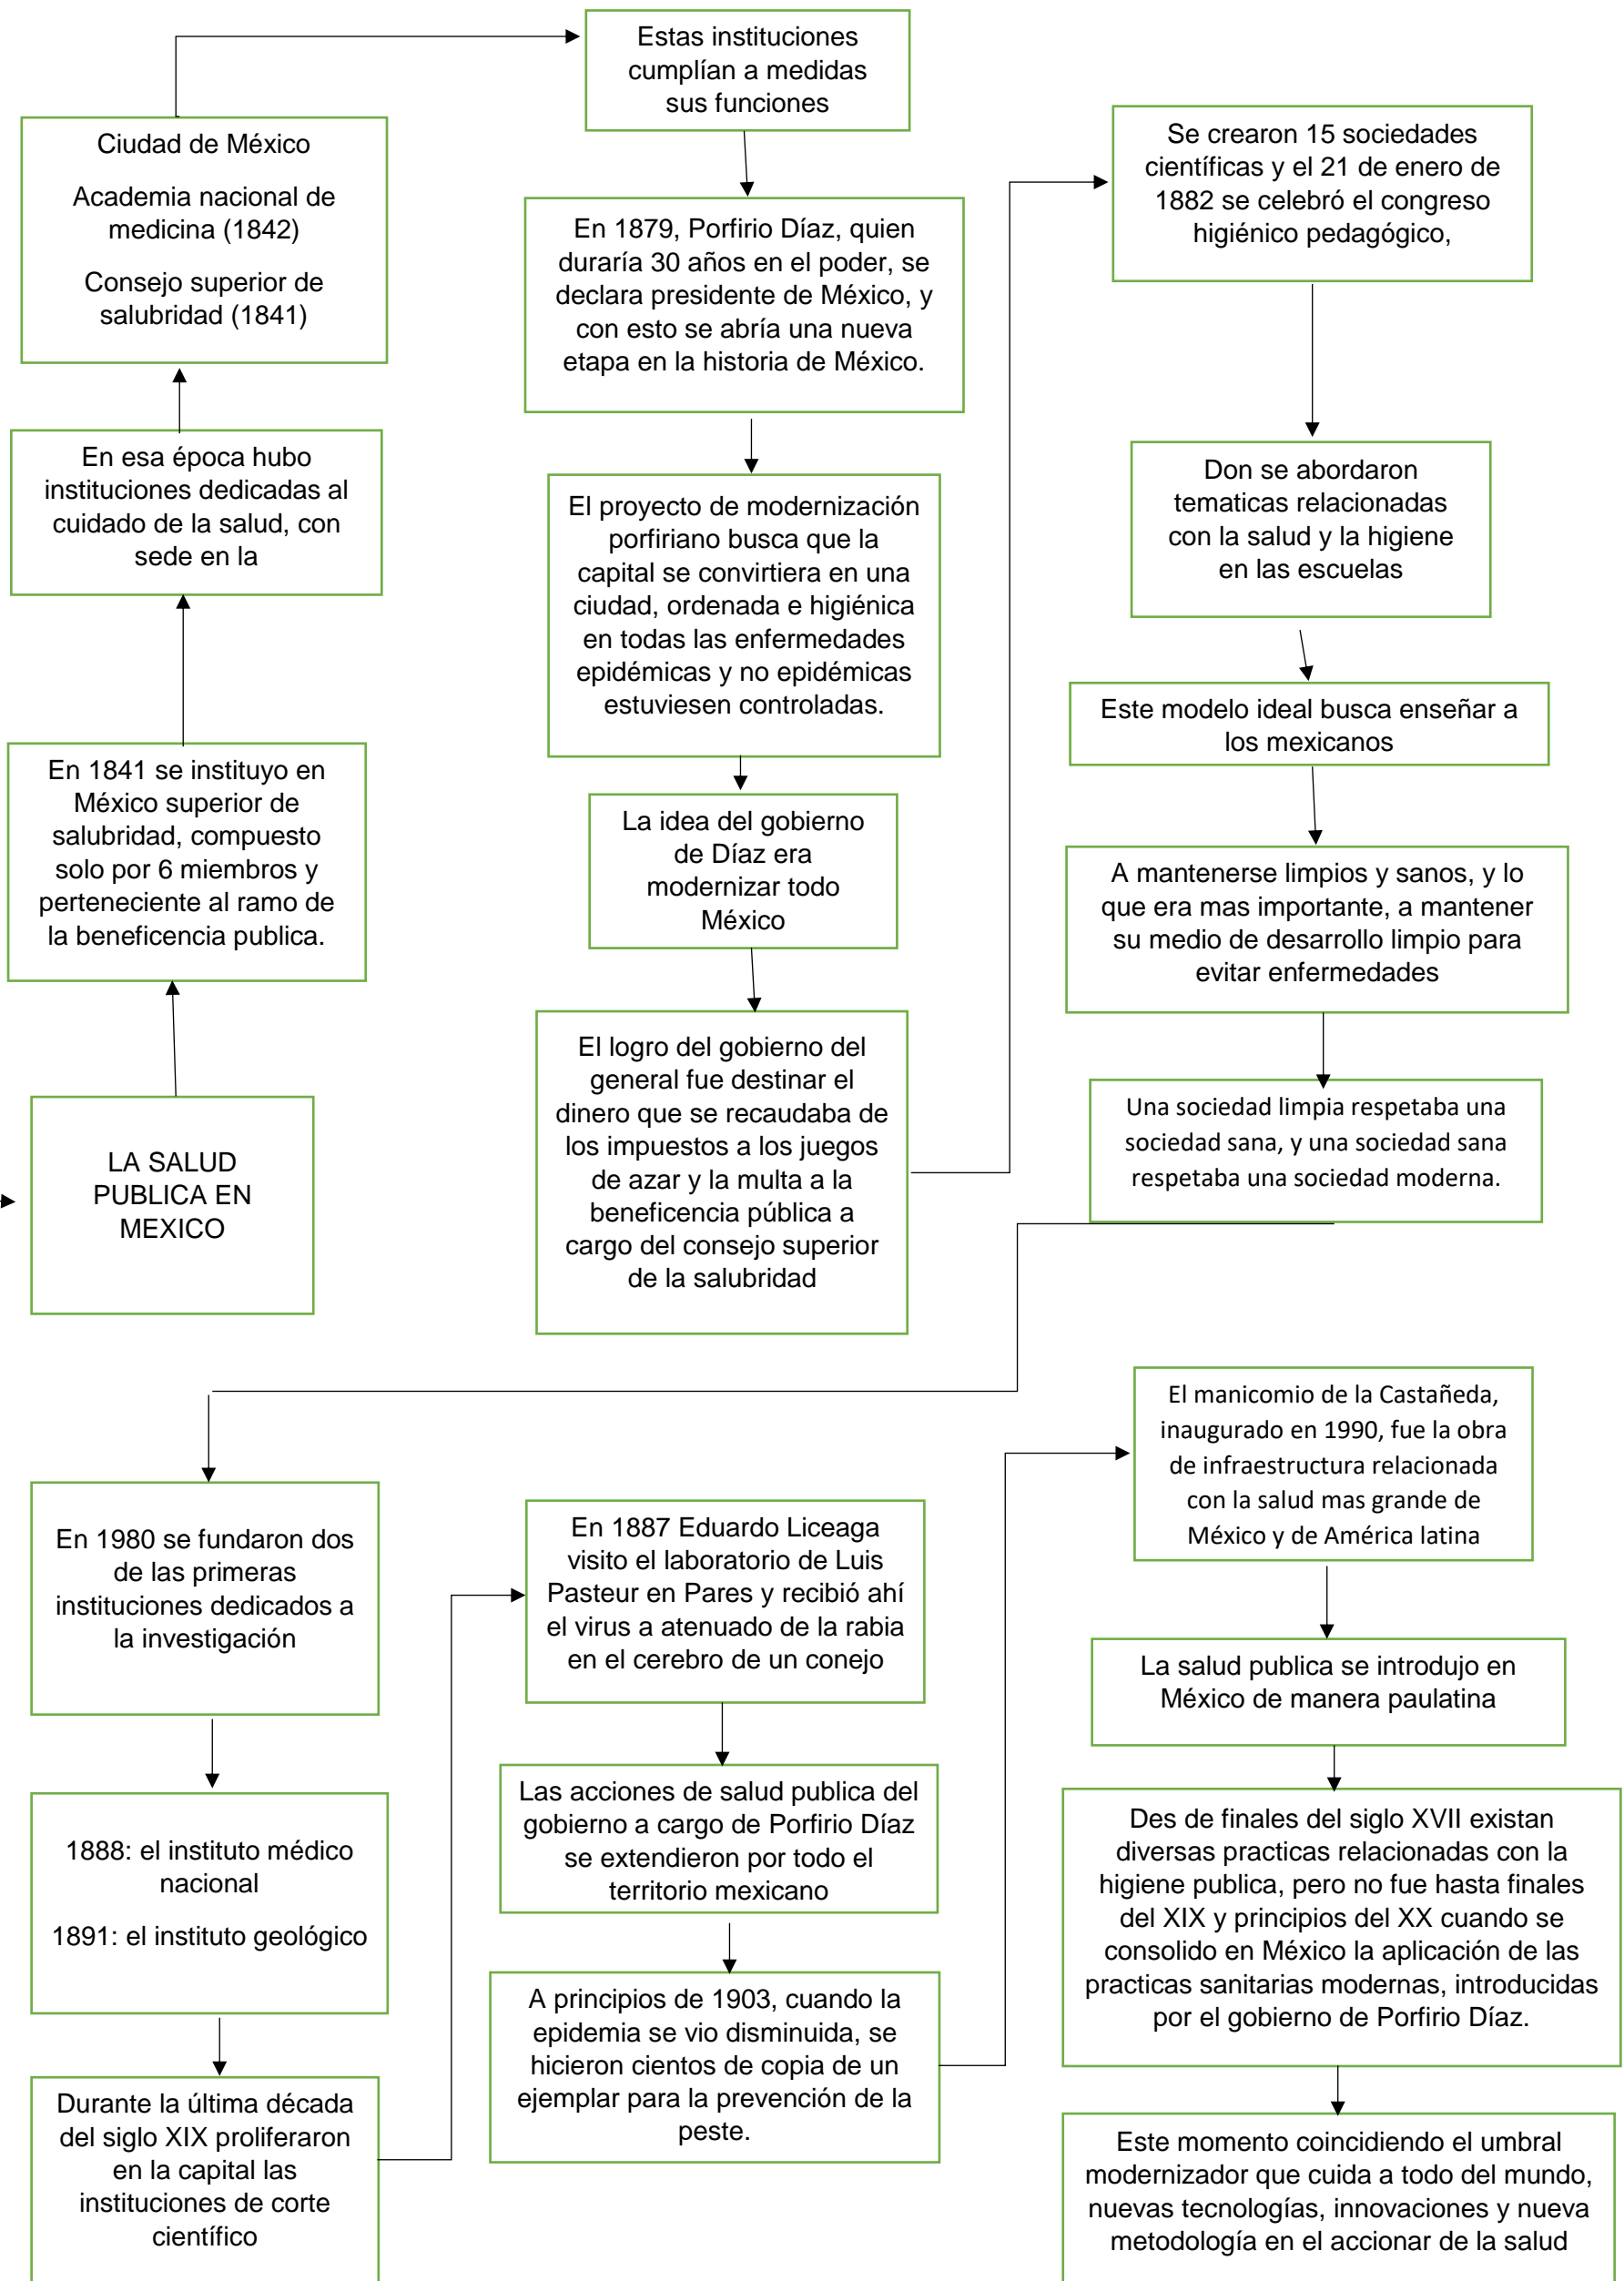 LA SALUD
PUBLICA EN
MEXICO
En 1841 se instituyo en
México superior de
salubridad, compuesto
solo por 6 miembros y
perteneciente al ramo de
la beneficencia publica.
En esa época hubo
instituciones dedicadas al
cuidado de la salud, con
sede en la
Ciudad de México
Academia nacional de
medicina (1842)
Consejo superior de
salubridad (1841)
Estas instituciones
cumplían a medidas
sus funciones
En 1879, Porfirio Díaz, quien
duraría 30 años en el poder, se
declara presidente de México, y
con esto se abría una nueva
etapa en la historia de México.
El proyecto de modernización
porfiriano busca que la
capital se convirtiera en una
ciudad, ordenada e higiénica
en todas las enfermedades
epidémicas y no epidémicas
estuviesen controladas.
La idea del gobierno
de Díaz era
modernizar todo
México
El logro del gobierno del
general fue destinar el
dinero que se recaudaba de
los impuestos a los juegos
de azar y la multa a la
beneficencia pública a
cargo del consejo superior
de la salubridad
Se crearon 15 sociedades
científicas y el 21 de enero de
1882 se celebró el congreso
higiénico pedagógico,
Don se abordaron
tematicas relacionadas
con la salud y la higiene
en las escuelas
Este modelo ideal busca enseñar a
los mexicanos
A mantenerse limpios y sanos, y lo
que era mas importante, a mantener
su medio de desarrollo limpio para
evitar enfermedades
Una sociedad limpia respetaba una
sociedad sana, y una sociedad sana
respetaba una sociedad moderna.
En 1980 se fundaron dos
de las primeras
instituciones dedicados a
la investigación
1888: el instituto médico
nacional
1891: el instituto geológico
Durante la última década
del siglo XIX proliferaron
en la capital las
instituciones de corte
científico
En 1887 Eduardo Liceaga
visito el laboratorio de Luis
Pasteur en Pares y recibió ahí
el virus a atenuado de la rabia
en el cerebro de un conejo
Las acciones de salud publica del
gobierno a cargo de Porfirio Díaz
se extendieron por todo el
territorio mexicano
A principios de 1903, cuando la
epidemia se vio disminuida, se
hicieron cientos de copia de un
ejemplar para la prevención de la
peste.
El manicomio de la Castañeda,
inaugurado en 1990, fue la obra
de infraestructura relacionada
con la salud mas grande de
México y de América latina
La salud publica se introdujo en
México de manera paulatina
Des de finales del siglo XVII existan
diversas practicas relacionadas con la
higiene publica, pero no fue hasta finales
del XIX y principios del XX cuando se
consolido en México la aplicación de las
practicas sanitarias modernas, introducidas
por el gobierno de Porfirio Díaz.
Este momento coincidiendo el umbral
modernizador que cuida a todo del mundo,
nuevas tecnologías, innovaciones y nueva
metodología en el accionar de la salud